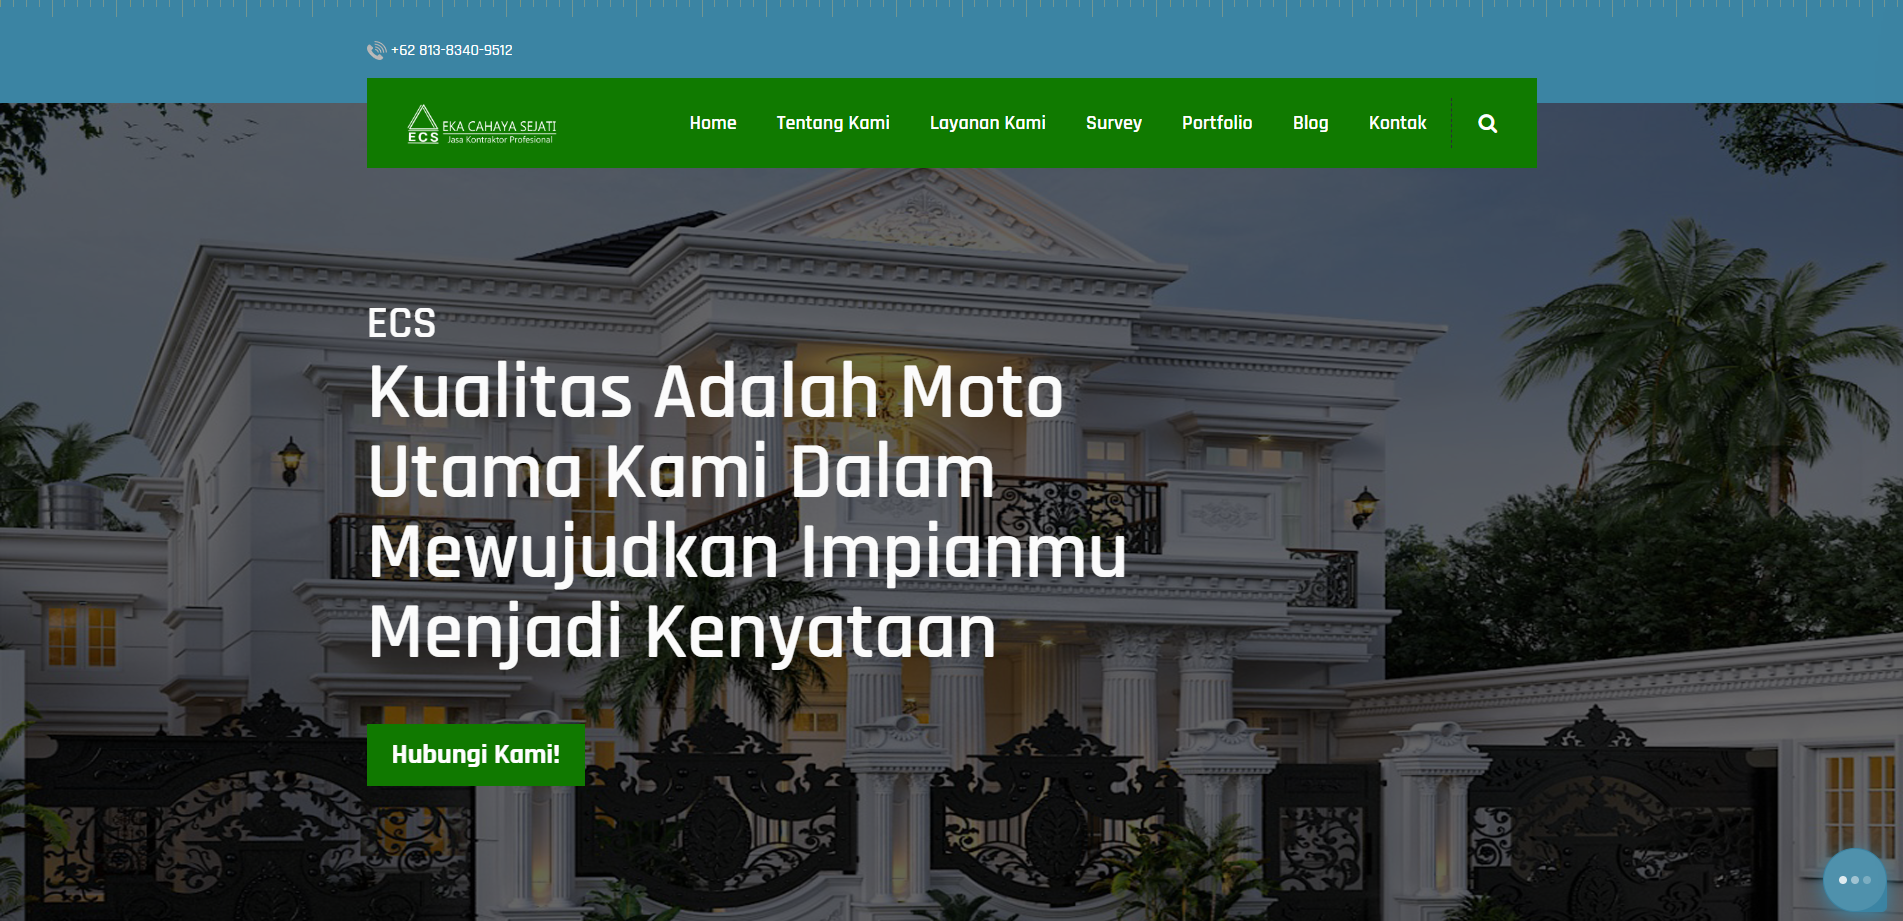 +62 813-8340-9512
ECS
EKA CAHAYA SEJATI
Jasa Kontraktor Profesional
Home Tentang Kami Layanan Kami Survey Portfolio Blog Kontak
ECS
Kualitas Adalah Moto
Utama Kami Dalam
Mewujudkan Impianmu
Menjadi Kenyataan
Hubungi Kami!